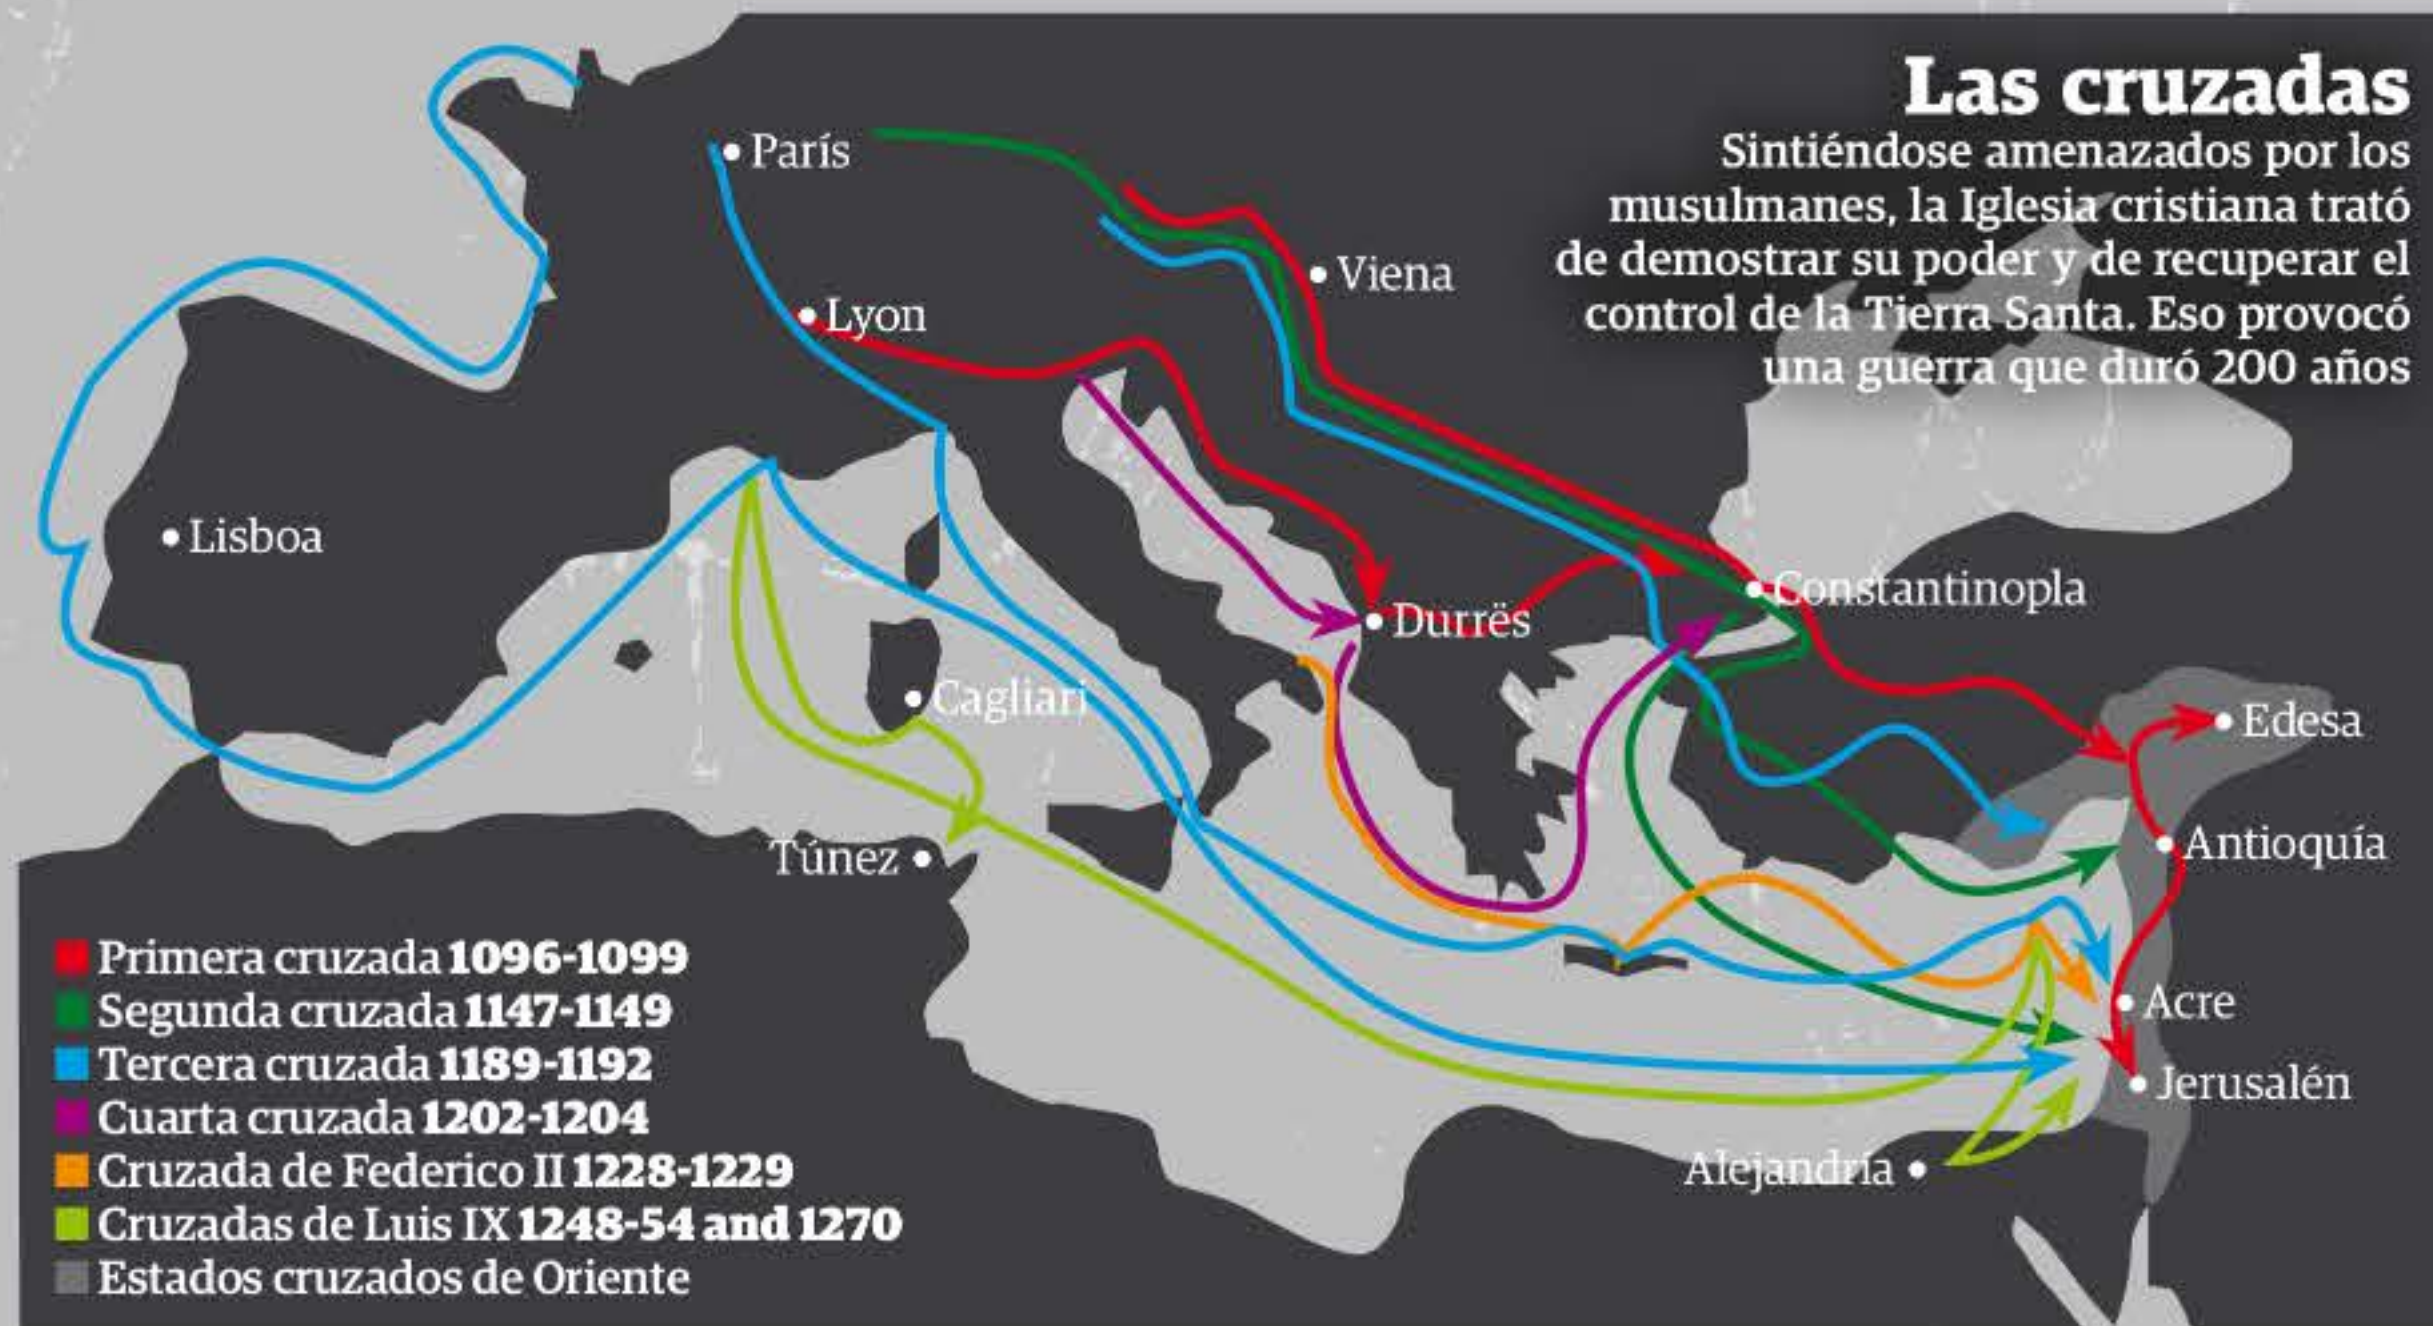 Las cruzadas
Sintiéndose amenazados por los
musulmanes, la Iglesia cristiana trató
de demostrar su poder y de recuperar el
control de la Tierra Santa. Eso provocó
una guerra que duró 200 años
París
Viena
Lyon
Lisboa
Constantinopla
Durrës
Cagliari
Edesa
Antioquía
Túnez
Acre
Jerusalén
Alejandría
Primera cruzada 1096-1099
Segunda cruzada 1147-1149
Tercera cruzada 1189-1192
Cuarta cruzada 1202-1204
Cruzada de Federico II 1228-1229
Cruzadas de Luis IX 1248-54 and 1270
Estados cruzados de Oriente